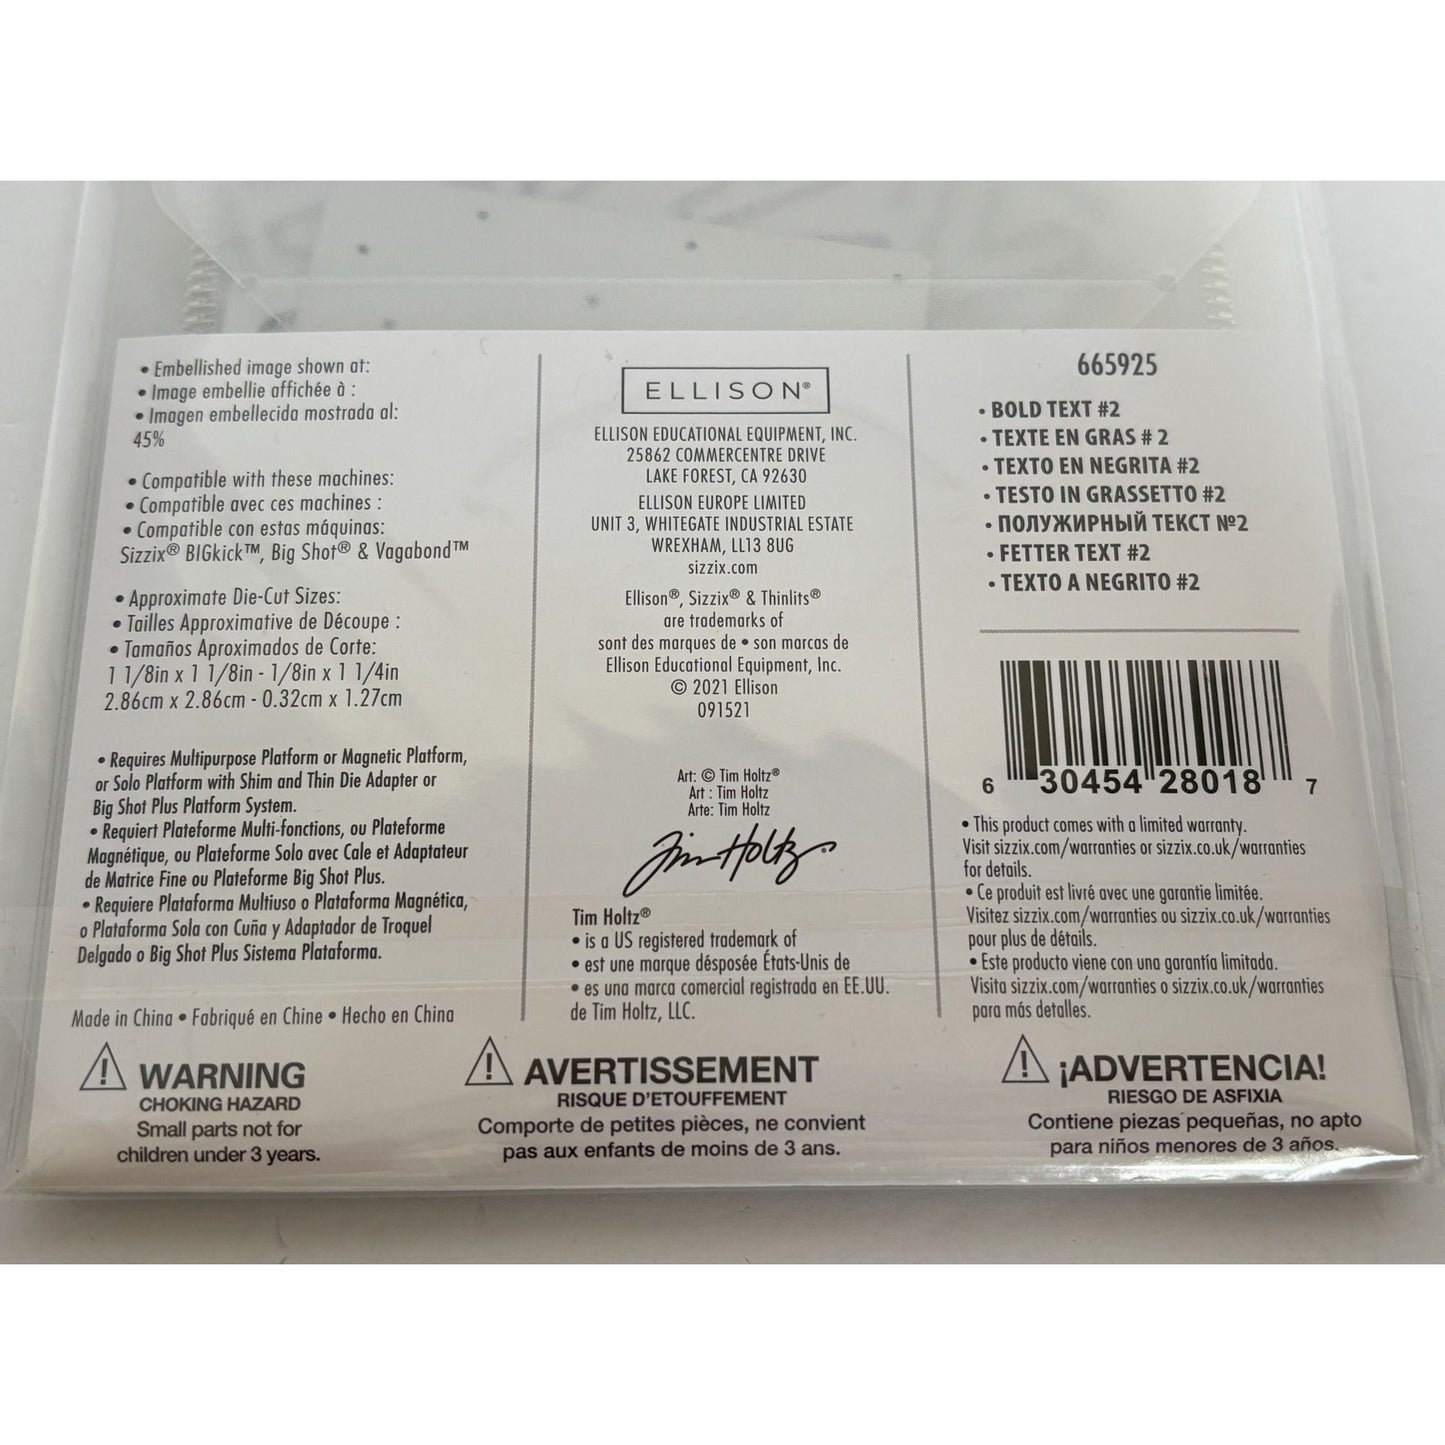 • Embellished image shown at:
• Image embellie affichée à :
• Imagen embellecida mostrada al:
45%
• Compatible with these machines:
• Compatible avec ces machines :
• Compatible con estas máquinas:
Sizzix® BIGkick™, Big Shot® & Vagabond™
• Approximate Die-Cut Sizes:
• Tailles Approximative de Découpe :
• Tamaños Aproximados de Corte:
1 1/8in x 1 1/8in - 1/8in x 1 1/4in
2.86cm x 2.86cm - 0.32cm x 1.27cm
• Requires Multipurpose Platform or Magnetic Platform,
or Solo Platform with Shim and Thin Die Adapter or
Big Shot Plus Platform System.
• Requiert Plateforme Multi-fonctions, ou Plateforme
Magnétique, ou Plateforme Solo avec Cale et Adaptateur
de Matrice Fine ou Plateforme Big Shot Plus.
• Requiere Plataforma Multiuso o Plataforma Magnética,
o Plataforma Sola con Cuña y Adaptador de Troquel
Delgado o Big Shot Plus Sistema Plataforma.
Made in China • Fabriqué en Chine • Hecho en China
ELLISON®
ELLISON EDUCATIONAL EQUIPMENT, INC.
25862 COMMERCENTRE DRIVE
LAKE FOREST, CA 92630
ELLISON EUROPE LIMITED
UNIT 3, WHITEGATE INDUSTRIAL ESTATE
WREXHAM, LL13 8UG
sizzix.com
Ellison®, Sizzix® & Thinlits®
are trademarks of
sont des marques de • son marcas de
Ellison Educational Equipment, Inc.
© 2021 Ellison
091521
Art: © Tim Holtz®
Art : Tim Holtz
Arte: Tim Holtz
Tim Holtz®
Tim Holtz®
• is a US registered trademark of
• est une marque désposée États-Unis de
• es una marca comercial registrada en EE.UU.
de Tim Holtz, LLC.
665925
• BOLD TEXT #2
• TEXTE EN GRAS # 2
• TEXTO EN NEGRITA #2
• TESTO IN GRASSETTO #2
• ПОЛУЖИРНЫЙ ТЕКСТ №2
• FETTER TEXT #2
• TEXTO A NEGRITO #2
6 30454 28018 7
• This product comes with a limited warranty.
Visit sizzix.com/warranties or sizzix.co.uk/warranties
for details.
• Ce produit est livré avec une garantie limitée.
Visitez sizzix.com/warranties ou sizzix.co.uk/warranties
pour plus de détails.
• Este producto viene con una garantía limitada.
Visita sizzix.com/warranties o sizzix.co.uk/warranties
para más detalles.
WARNING
CHOKING HAZARD
Small parts not for
children under 3 years.
AVERTISSEMENT
RISQUE D'ETOUFFEMENT
Comporte de petites pièces, ne convient
pas aux enfants de moins de 3 ans.
¡ADVERTENCIA!
RIESGO DE ASFIXIA
Contiene piezas pequeñas, no apto
para niños menores de 3 años.